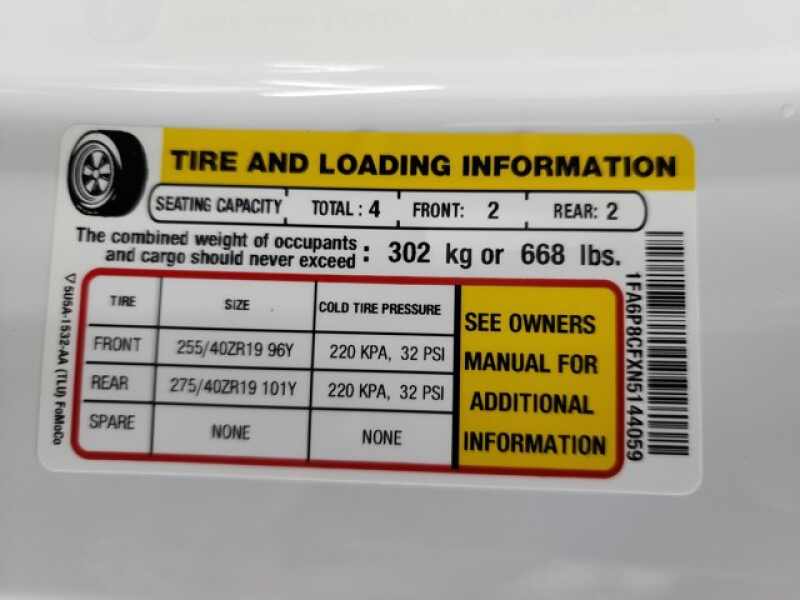 TIRE AND LOADING INFORMATION
SEATING CAPACITY TOTAL : 4 FRONT: 2 REAR: 2
The combined weight of occupants
and cargo should never exceed : 302 kg or 668 lbs.
TIRE SIZE COLD TIRE PRESSURE
FRONT 255/40ZR19 96Y 220 KPA, 32 PSI
REAR 275/40ZR19 101Y 220 KPA, 32 PSI
SPARE NONE NONE
SEE OWNERS
MANUAL FOR
ADDITIONAL
INFORMATION
5U5A-1532-AA (TLU) FoMoCo
1FA6P8CFXN5144059